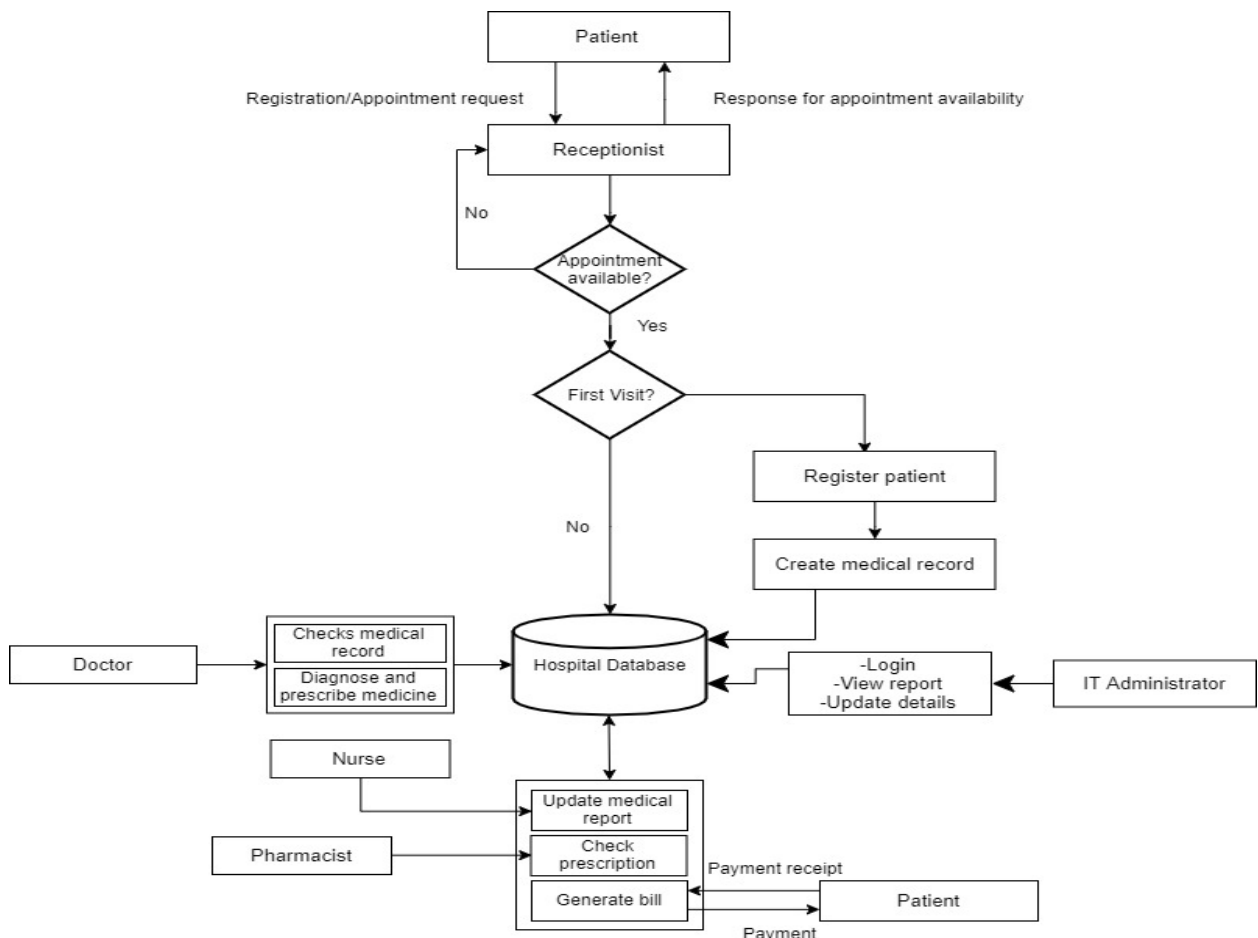 Patient
Registration/Appointment request
Response for appointment availability
Receptionist
No
Appointment
available?
Yes
First Visit?
Register patient
No
Create medical record
Checks medical
record
Doctor
Diagnose and
prescribe medicine
Hospital Database
-Login
-View report
-Update details
IT Administrator
Nurse
Update medical
report
Pharmacist
Check
prescription
Payment receipt
Generate bill
Patient
Payment